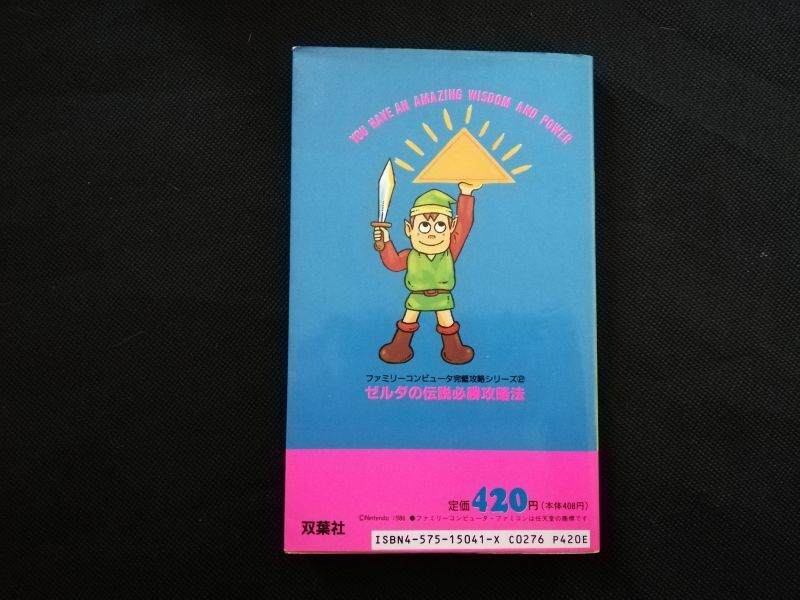 YOU HAVE AN AMAZING WISDOM AND POWER
ファミリーコンピュータ完璧攻略シリーズ②
ゼルダの伝説必勝攻略法
定価420円(本体408円)
©Nintendo 1986 ●ファミリーコンピュータ・ファミコンは任天堂の商標です
双葉社
ISBN4-575-15041-X C0276 P420E